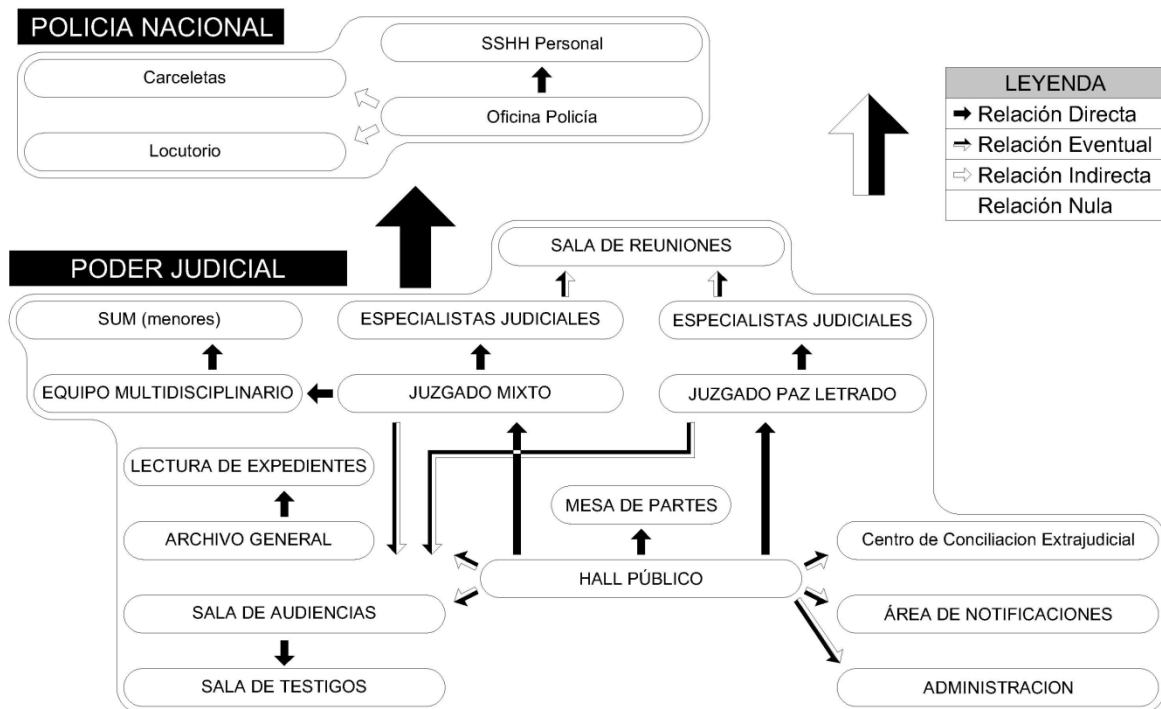 POLICIA NACIONAL
SSHH Personal
Carceletas
Oficina Policía
Locutorio
LEYENDA
Relación Directa
Relación Eventual
Relación Indirecta
Relación Nula
PODER JUDICIAL
SALA DE REUNIONES
SUM (menores)
ESPECIALISTAS JUDICIALES
ESPECIALISTAS JUDICIALES
EQUIPO MULTIDISCIPLINARIO
JUZGADO MIXTO
JUZGADO PAZ LETRADO
LECTURA DE EXPEDIENTES
MESA DE PARTES
ARCHIVO GENERAL
Centro de Conciliacion Extrajudicial
HALL PÚBLICO
SALA DE AUDIENCIAS
ÁREA DE NOTIFICACIONES
SALA DE TESTIGOS
ADMINISTRACION